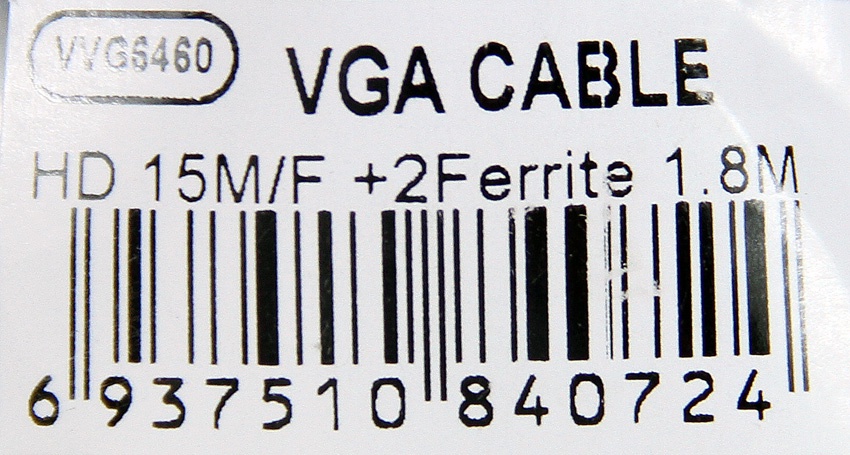 VVG6460
VGA CABLE
HD 15M/F +2Ferrite 1.8M
6 937510 840724